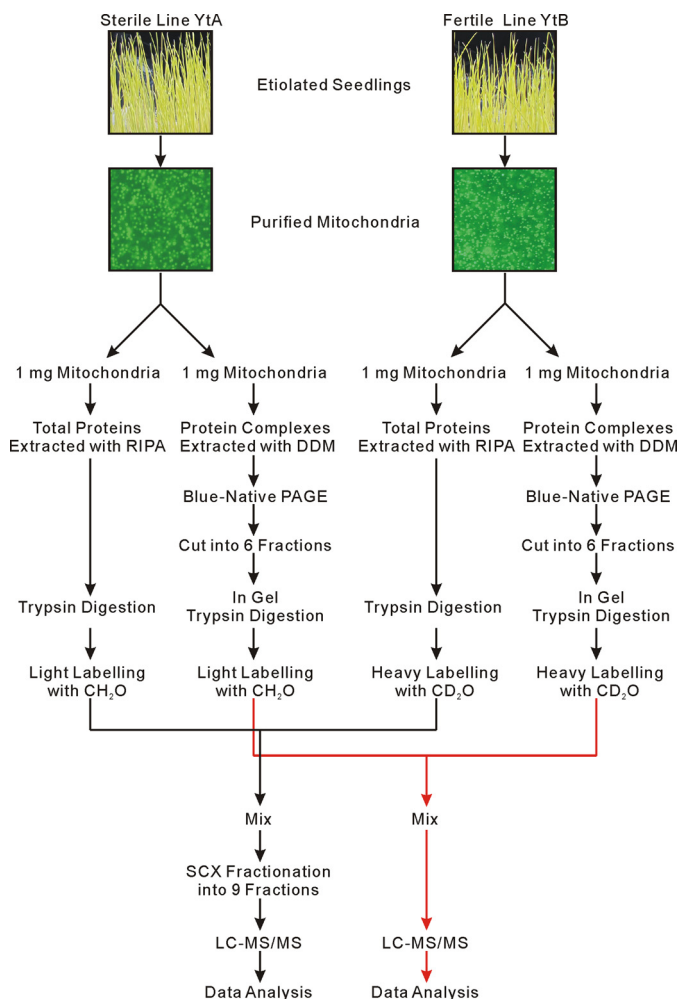 Sterile Line YtA
Fertile Line YtB
Etiolated Seedlings
Purified Mitochondria
1 mg Mitochondria
1 mg Mitochondria
1 mg Mitochondria
1 mg Mitochondria
Total Proteins
Extracted with RIPA
Protein Complexes
Extracted with DDM
Total Proteins
Extracted with RIPA
Protein Complexes
Extracted with DDM
Blue-Native PAGE
Blue-Native PAGE
Cut into 6 Fractions
Cut into 6 Fractions
Trypsin Digestion
In Gel
Trypsin Digestion
Trypsin Digestion
In Gel
Trypsin Digestion
Light Labelling
with CH₂O
Light Labelling
with CH₂O
Heavy Labelling
with CD₂O
Heavy Labelling
with CD₂O
Mix
Mix
SCX Fractionation
into 9 Fractions
LC-MS/MS
LC-MS/MS
Data Analysis
Data Analysis